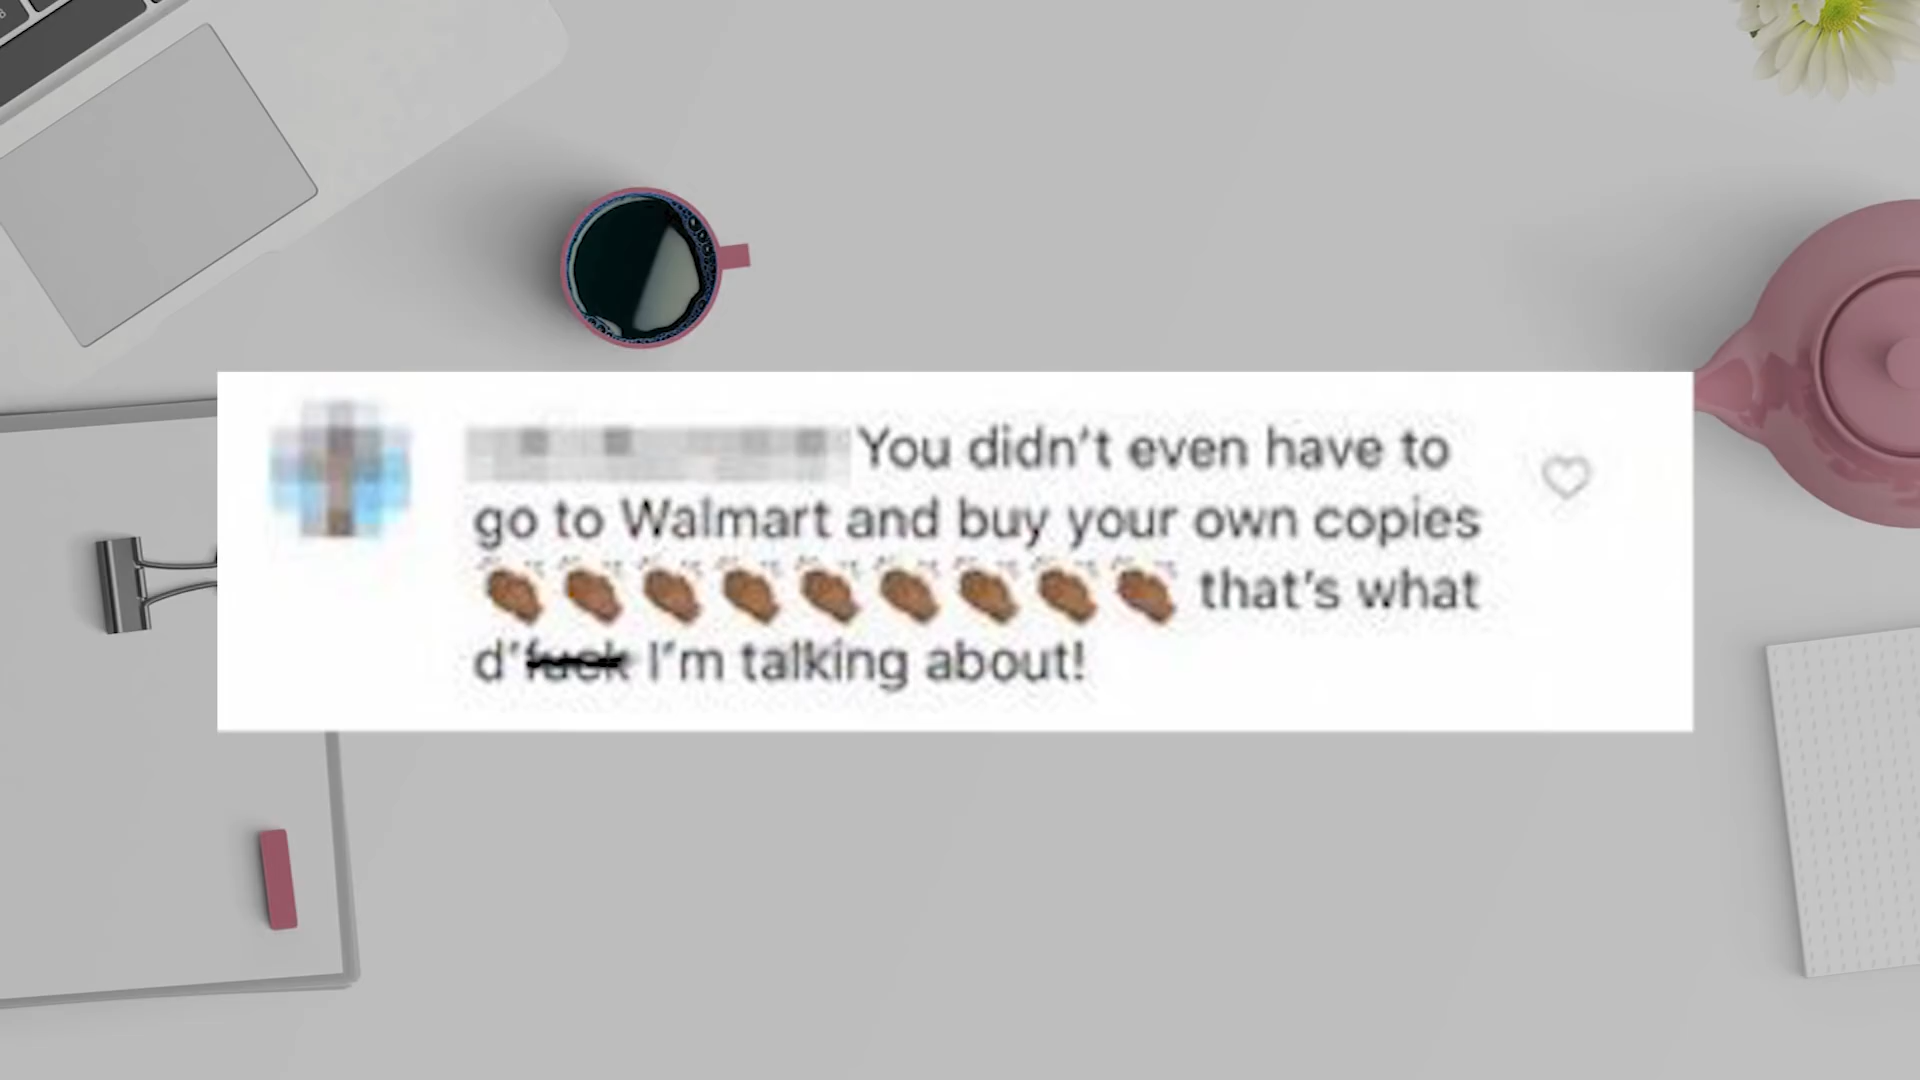 You didn't even have to
go to Walmart and buy your own copies
👏🏾👏🏾👏🏾👏🏾👏🏾👏🏾👏🏾👏🏾👏🏾 that's what
d'fuck I'm talking about!